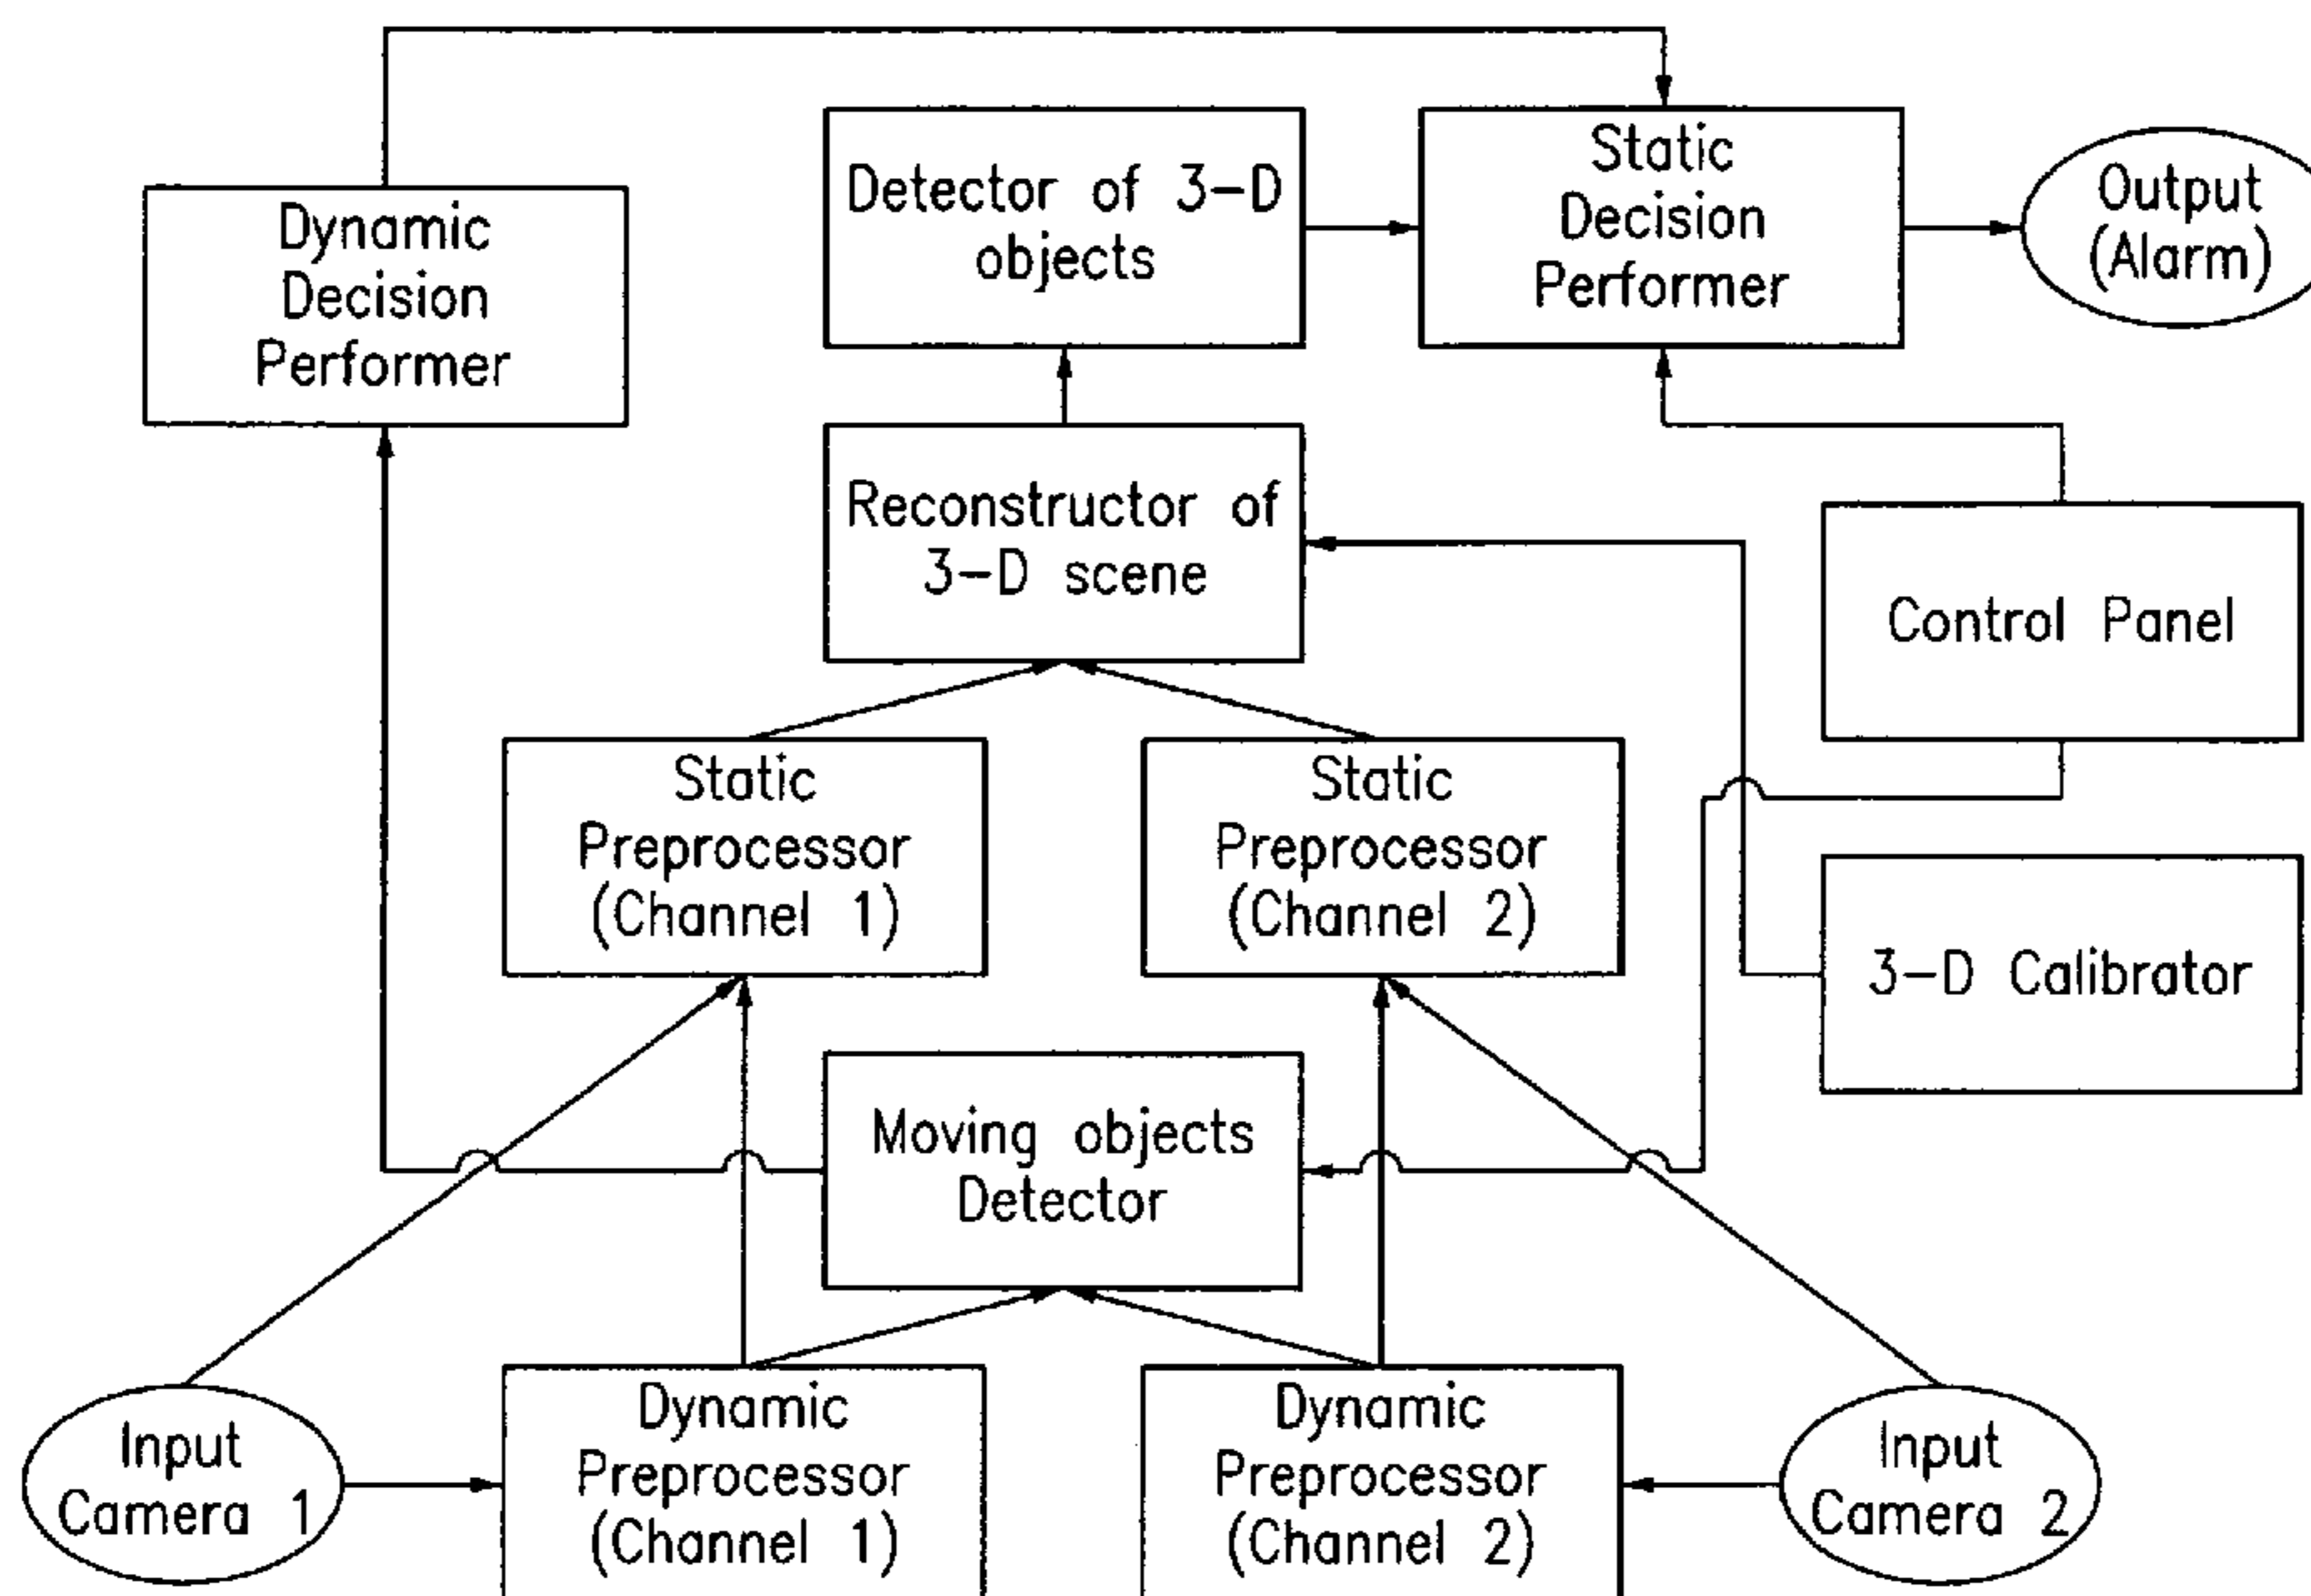 Dynamic
Decision
Performer
Detector of 3-D
objects
Static
Decision
Performer
Output
(Alarm)
Reconstructor of
3-D scene
Control Panel
Static
Preprocessor
(Channel 1)
Static
Preprocessor
(Channel 2)
3-D Calibrator
Moving objects
Detector
Input
Camera 1
Dynamic
Preprocessor
(Channel 1)
Dynamic
Preprocessor
(Channel 2)
Input
Camera 2